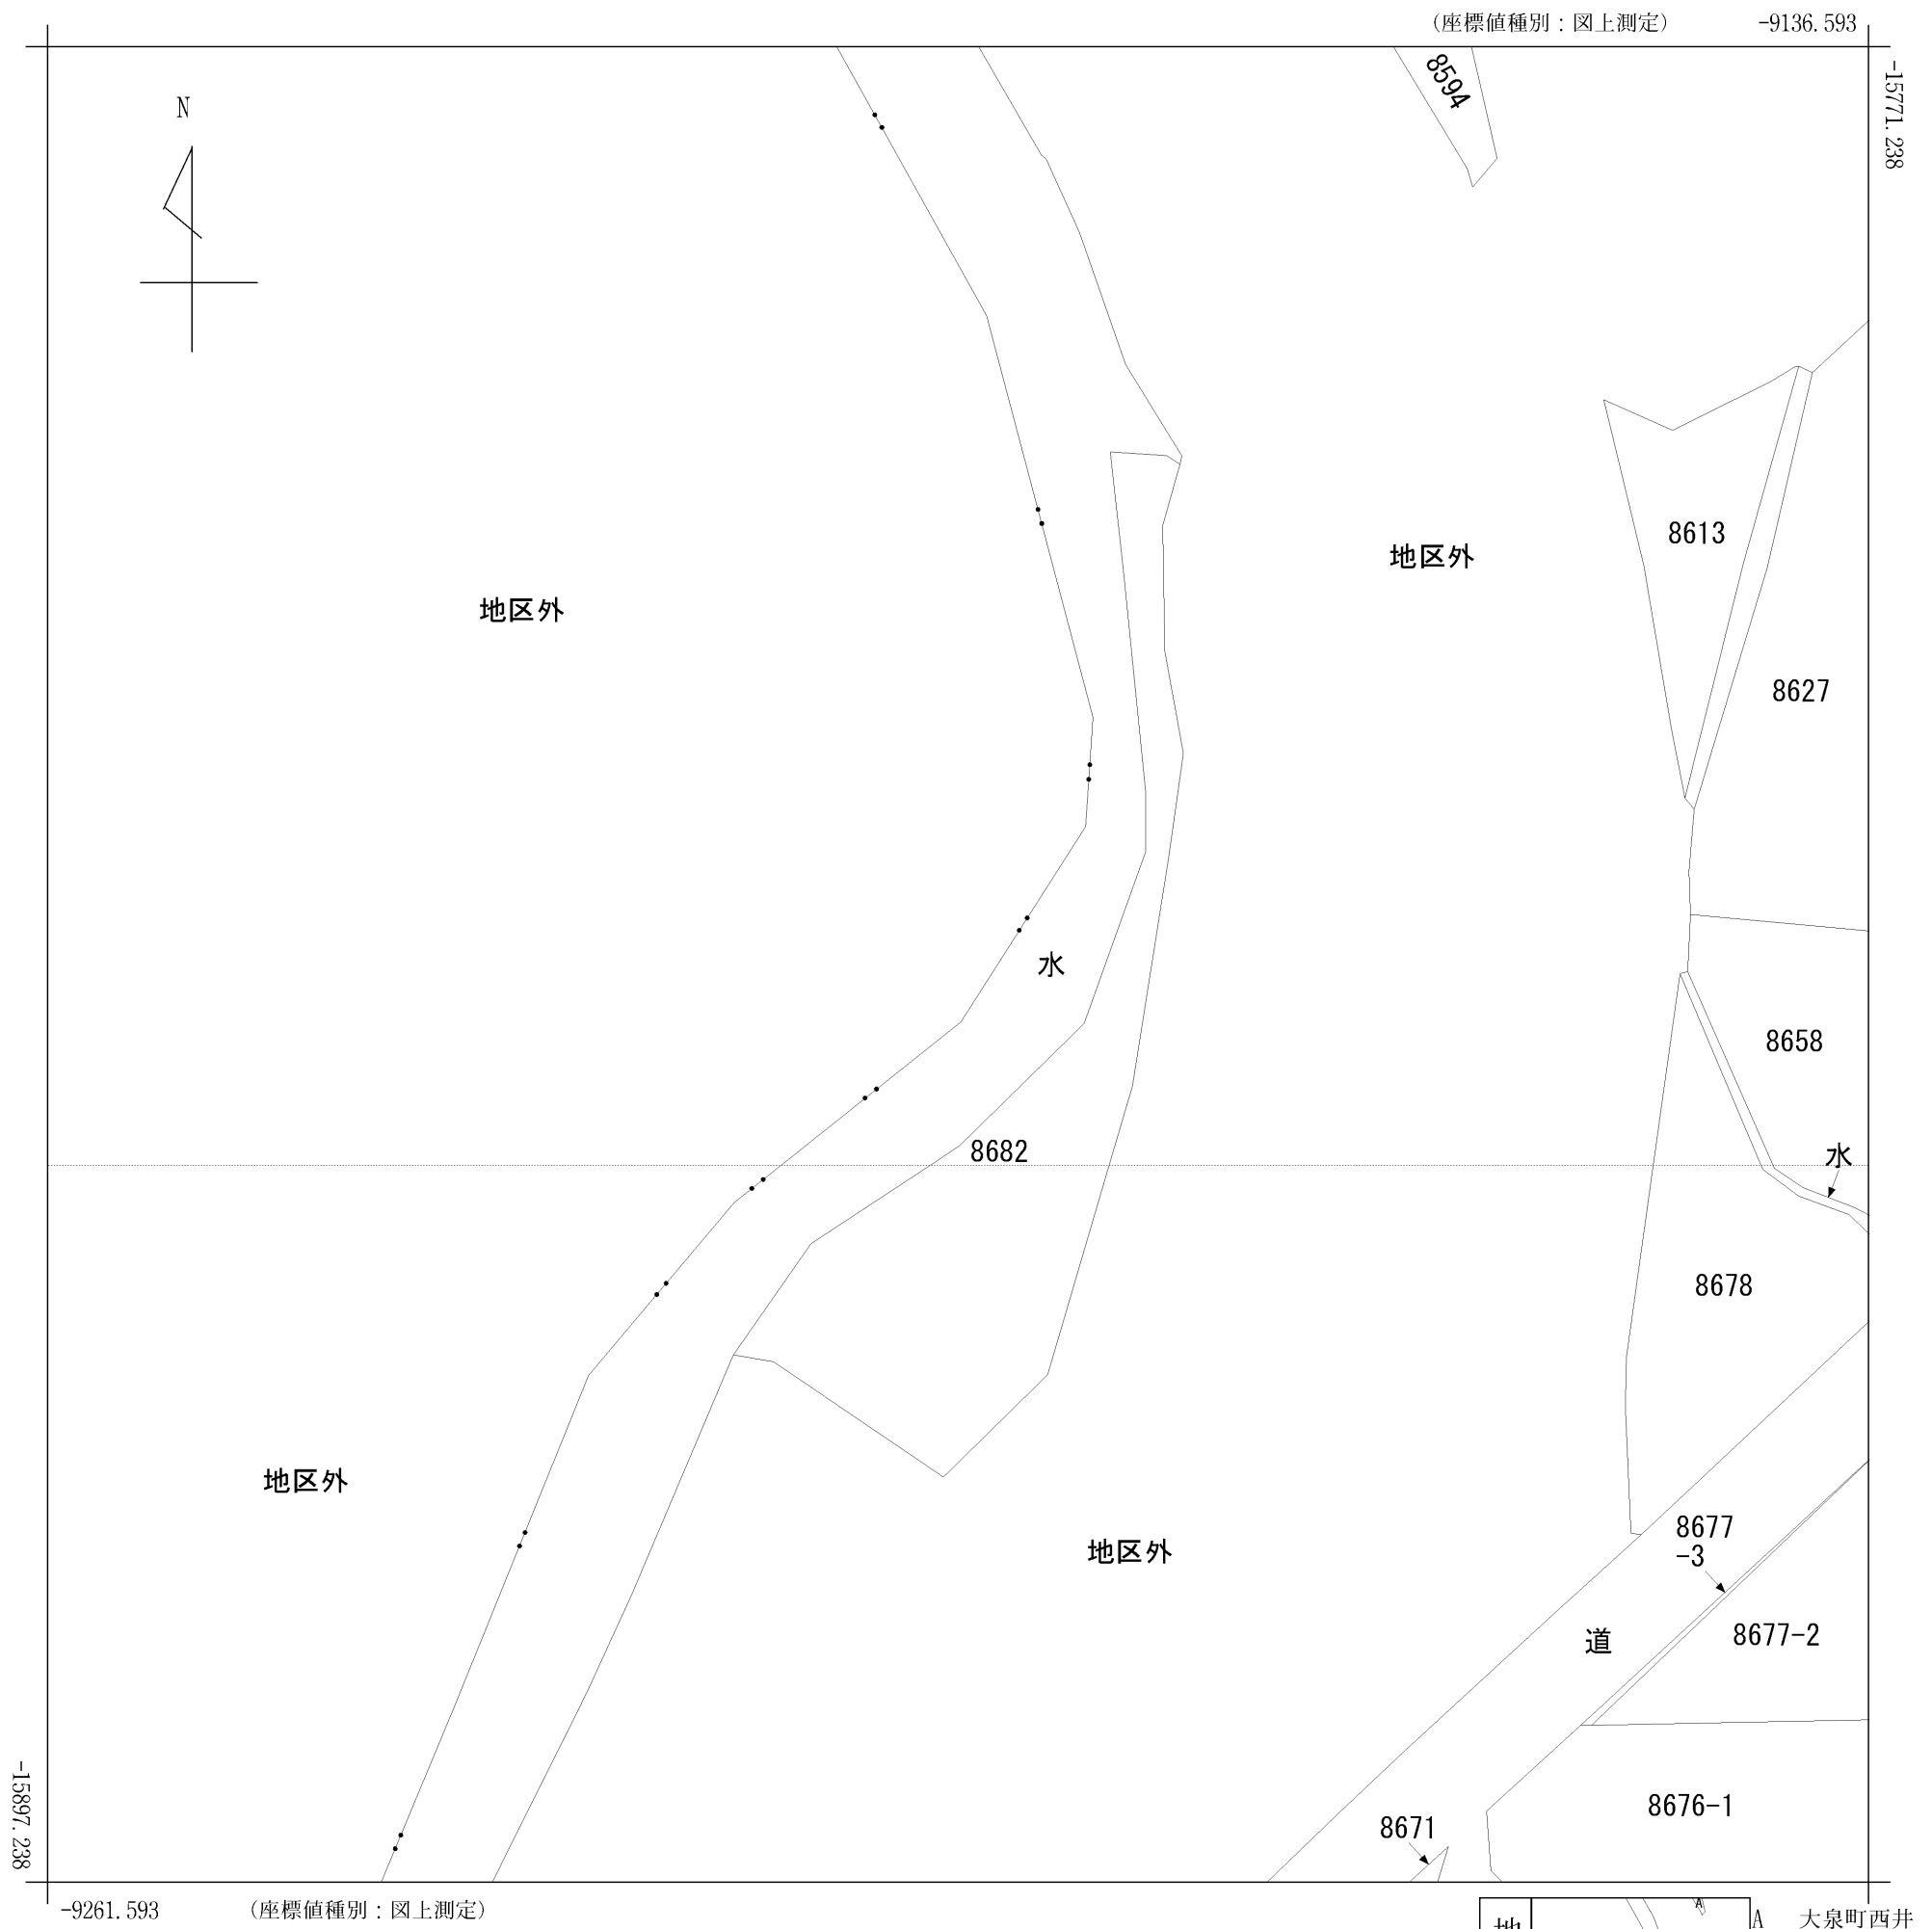 （座標値種別：図上測定）
-9136.593
-15771.238
N
8594
地区外
地区外
8613
8627
水
8658
水
8682
8678
地区外
地区外
8677
-3
道
8677-2
8676-1
8671
-15897.238
-9261.593
（座標値種別：図上測定）
A
A
大泉町西井